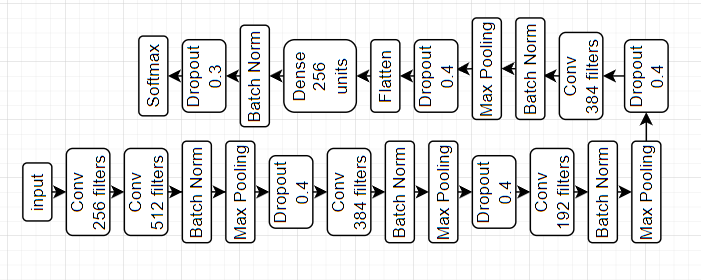 input
Conv
256 filters
Conv
512 filters
Batch Norm
Max Pooling
Dropout
0.4
Conv
384 filters
Batch Norm
Max Pooling
Dropout
0.4
Conv
192 filters
Batch Norm
Max Pooling
Dropout
0.4
Conv
384 filters
Batch Norm
Max Pooling
Dropout
0.4
Flatten
Dense
256
units
Batch Norm
Dropout
0.3
Softmax